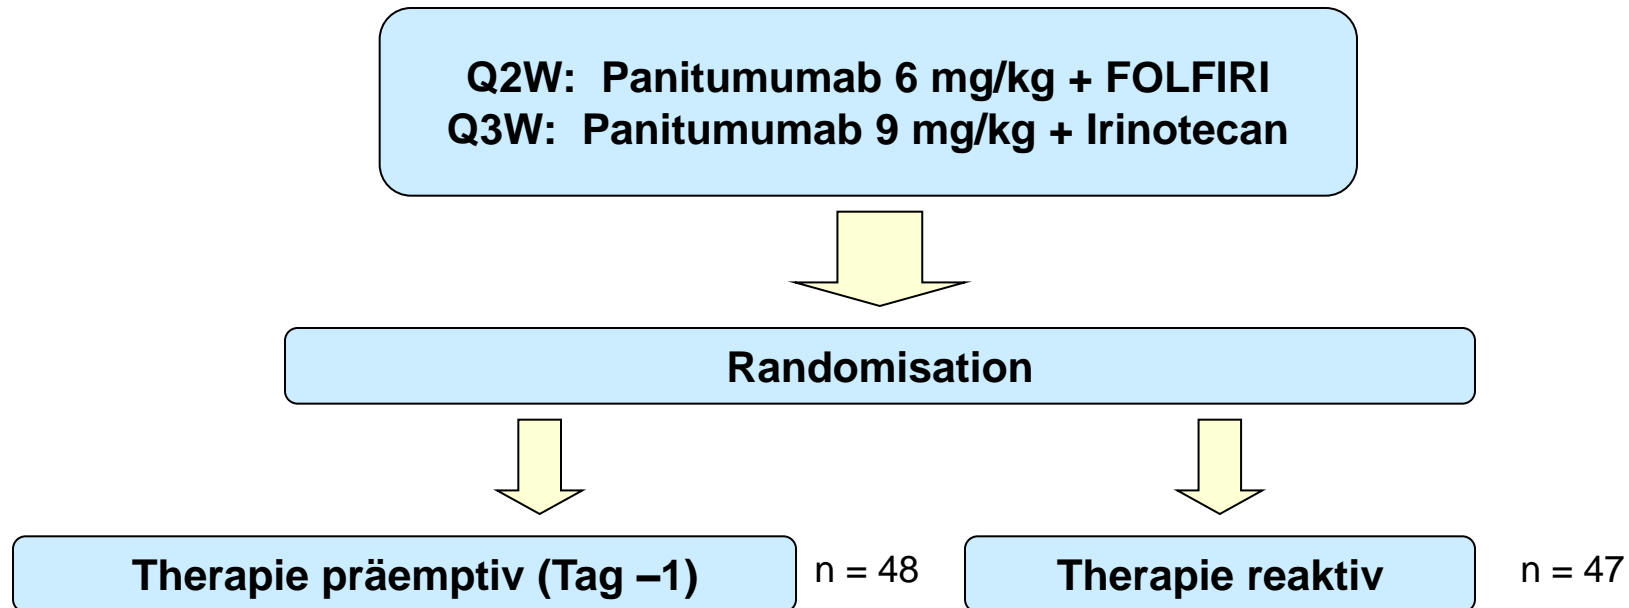 Q2W: Panitumumab 6 mg/kg + FOLFIRI
Q3W: Panitumumab 9 mg/kg + Irinotecan
Randomisation
Therapie präemptiv (Tag –1)
n = 48
Therapie reaktiv
n = 47